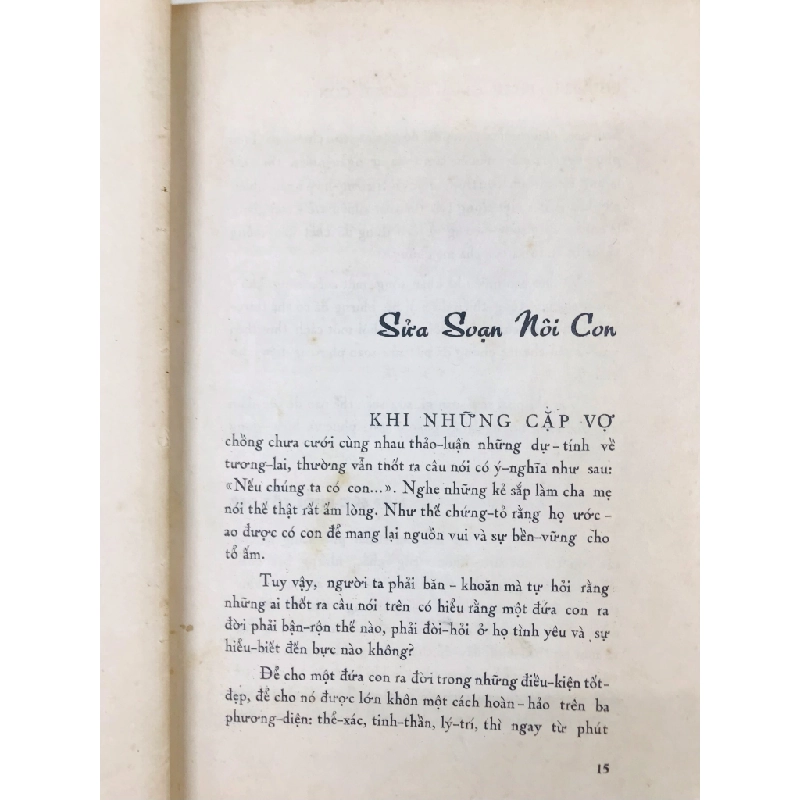 Sửa Soạn Nôi Con
KHI NHỮNG CẶP VỢ
chồng chưa cưới cùng nhau thảo-luận những dự-tính về
tương-lai, thường vẫn thốt ra câu nói có ý-nghĩa như sau:
«Nếu chúng ta có con...». Nghe những kẻ sắp làm cha mẹ
nói thế thật rất ấm lòng. Như thế chứng-tỏ rằng họ ước-
ao được có con để mang lại nguồn vui và sự bền-vững cho
tổ ấm.
Tuy vậy, người ta phải băn-khoăn mà tự hỏi rằng
những ai thốt ra câu nói trên có hiểu rằng một đứa con ra
đời phải bận-rộn thế nào, phải đòi-hỏi ở họ tình yêu và sự
hiểu-biết đến bực nào không?
Để cho một đứa con ra đời trong những điều-kiện tốt-
đẹp, để cho nó được lớn khôn một cách hoàn-hảo trên ba
phương-diện: thể-xác, tinh-thần, lý-trí, thì ngay từ phút
15